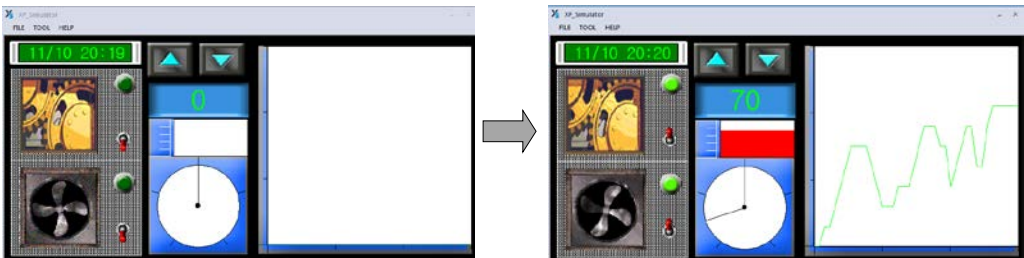 XP_Simulator
FILE TOOL HELP
11/10 20:19
0
XP_Simulator
FILE TOOL HELP
11/10 20:20
70